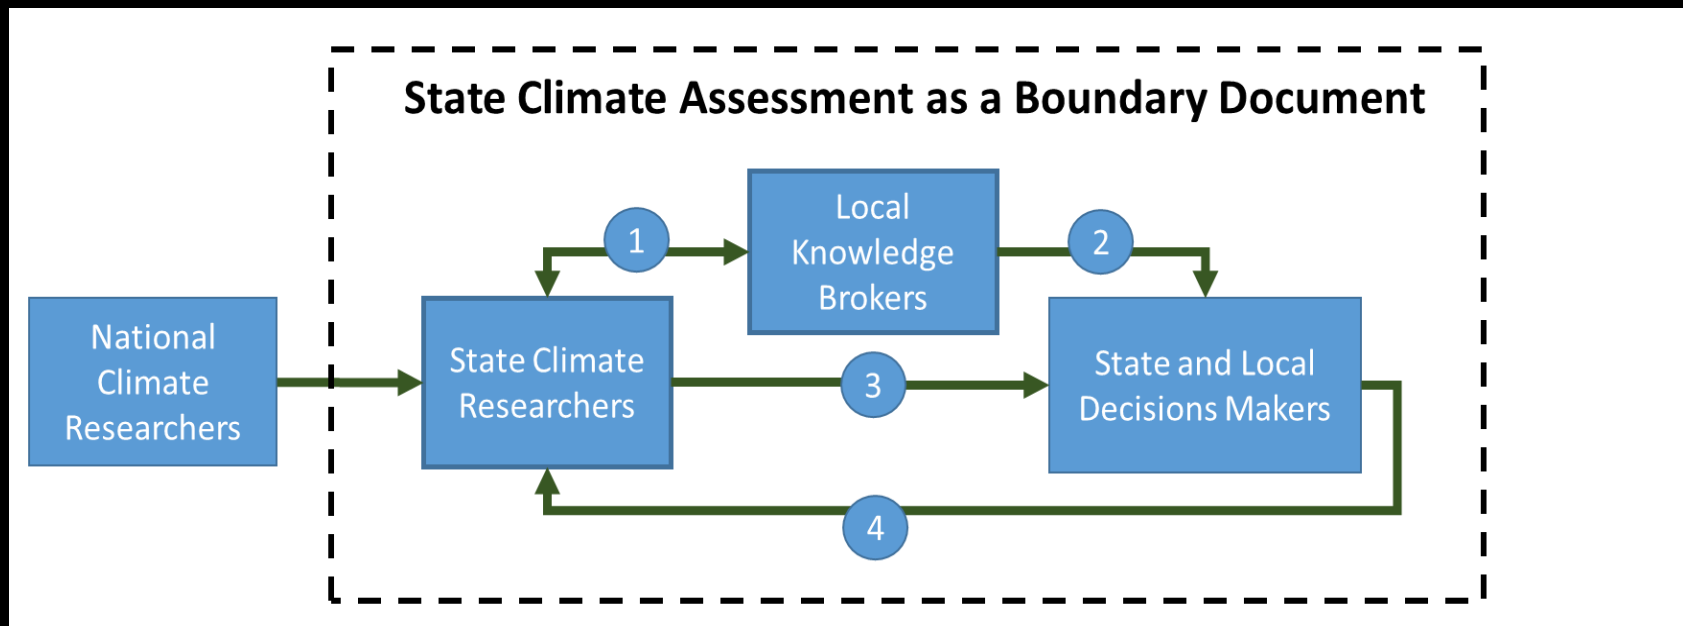 State Climate Assessment as a Boundary Document
Local
Knowledge
Brokers
1
2
National
Climate
Researchers
State Climate
Researchers
3
State and Local
Decisions Makers
4